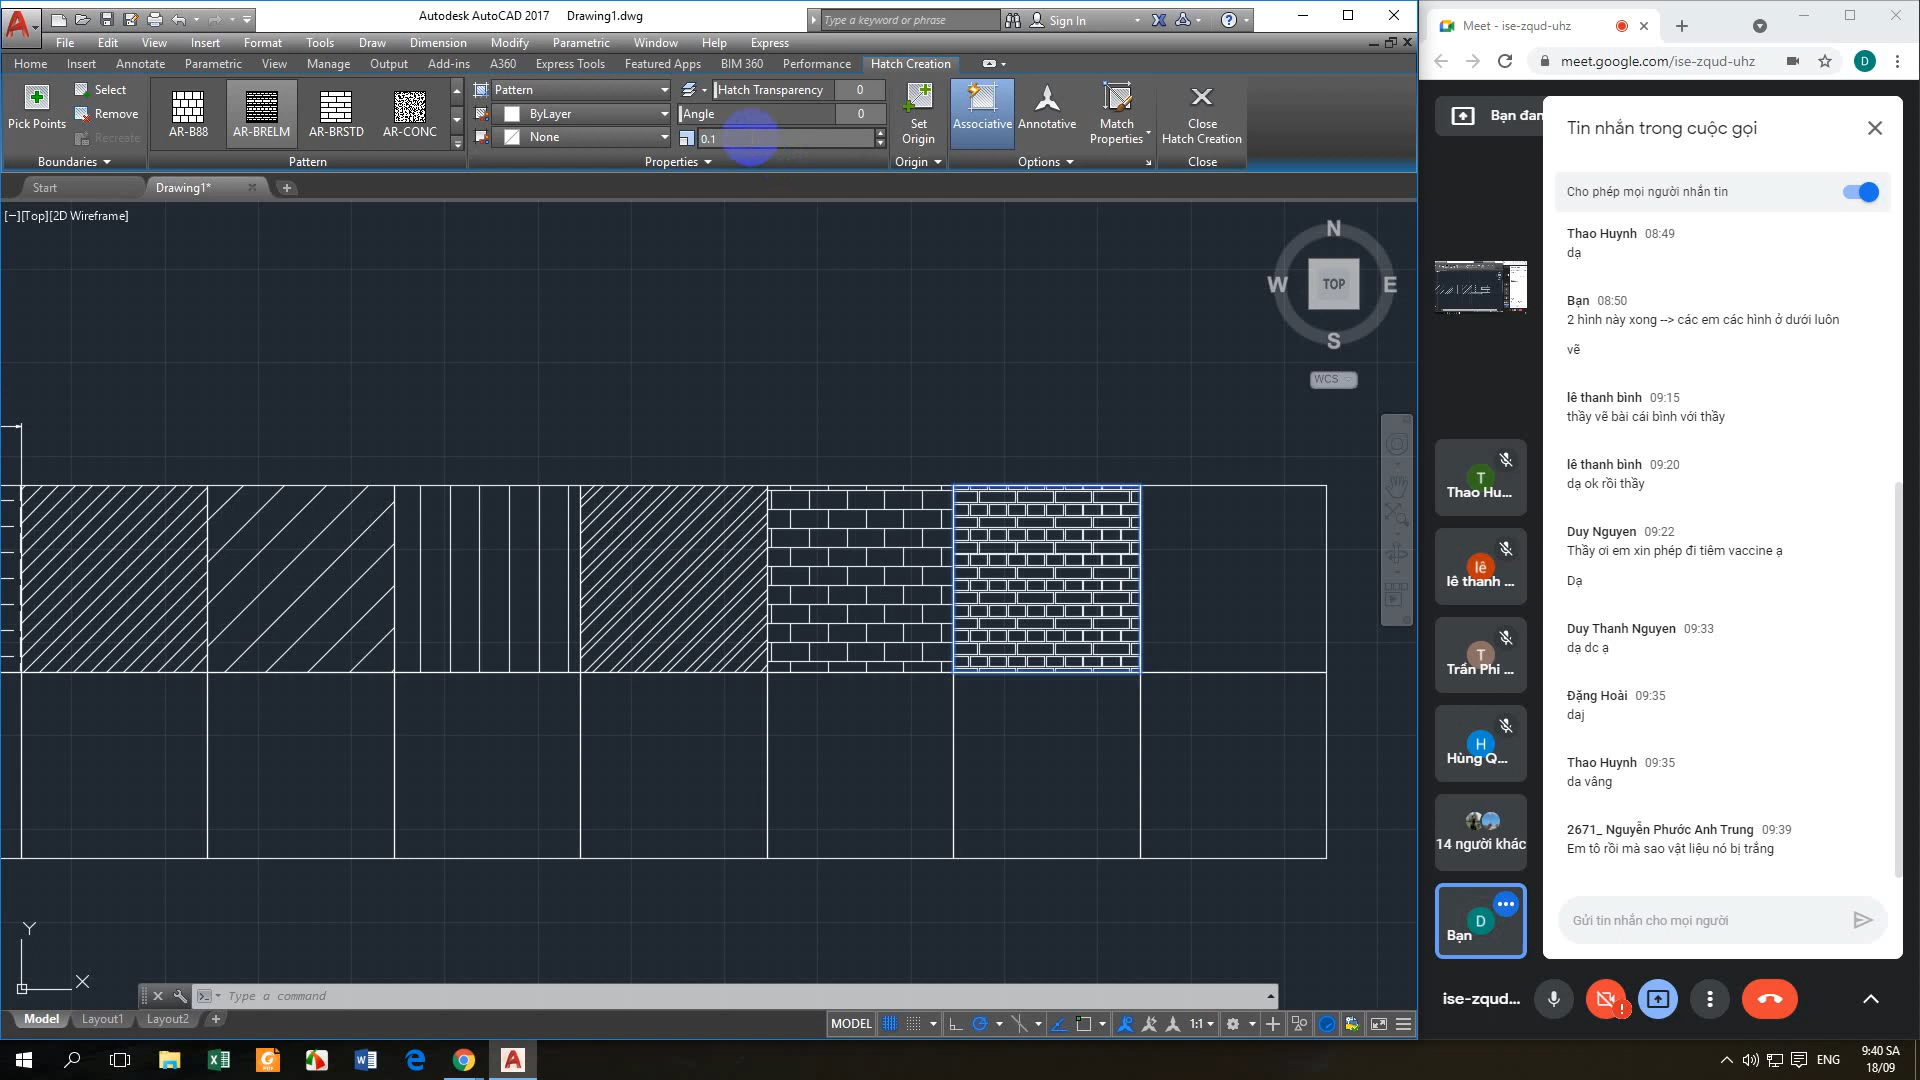 Autodesk AutoCAD 2017 Drawing1.dwg
Type a keyword or phrase
Sign In
File Edit View Insert Format Tools Draw Dimension Modify Parametric Window Help Express
Home Insert Annotate Parametric View Manage Output Add-ins A360 Express Tools Featured Apps BIM 360 Performance Hatch Creation
Pick Points
Select
Remove
Recreate
Boundaries
AR-B88 AR-BRELM AR-BRSTD AR-CONC
Pattern
Pattern
ByLayer
None
Hatch Transparency 0
Angle 0
0.1
Properties
Set Origin
Origin
Associative
Annotative
Match Properties
Options
Close Hatch Creation
Close
Start Drawing1*
[−][Top][2D Wireframe]
N
W TOP E
S
WCS
Y
X
Type a command
Model Layout1 Layout2
MODEL 1:1
ENG
9:40 SA
18/09
Meet - ise-zqud-uhz
meet.google.com/ise-zqud-uhz
D
Bạn đan
Tin nhắn trong cuộc gọi
Cho phép mọi người nhắn tin
Thao Huynh 08:49
dạ
Bạn 08:50
2 hình này xong --> các em các hình ở dưới luôn
vẽ
lê thanh bình 09:15
thầy vẽ bài cái bình với thầy
lê thanh bình 09:20
dạ ok rồi thầy
Duy Nguyen 09:22
Thầy ơi em xin phép đi tiêm vaccine ạ
Dạ
Duy Thanh Nguyen 09:33
dạ dc ạ
Đặng Hoài 09:35
daj
Thao Huynh 09:35
da vâng
2671_ Nguyễn Phước Anh Trung 09:39
Em tô rồi mà sao vật liệu nó bị trắng
Gửi tin nhắn cho mọi người
T
Thao Hu...
lê
lê thanh ...
T
Trần Phi ...
H
Hùng Q...
14 người khác
D
Bạn
ise-zqud...